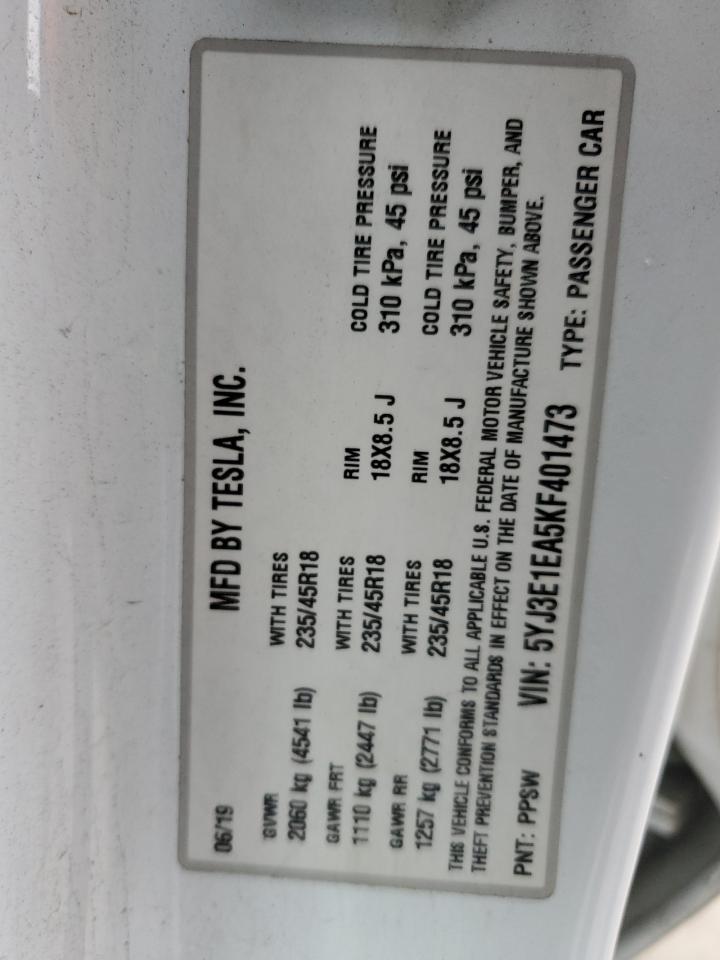 MFD BY TESLA, INC.
06/19
GVWR WITH TIRES
2060 kg (4541 lb) 235/45R18
GAWR FRT WITH TIRES RIM COLD TIRE PRESSURE
1110 kg (2447 lb) 235/45R18 18X8.5 J 310 kPa, 45 psi
GAWR RR WITH TIRES RIM COLD TIRE PRESSURE
1257 kg (2771 lb) 235/45R18 18X8.5 J 310 kPa, 45 psi
THIS VEHICLE CONFORMS TO ALL APPLICABLE U.S. FEDERAL MOTOR VEHICLE SAFETY, BUMPER, AND
THEFT PREVENTION STANDARDS IN EFFECT ON THE DATE OF MANUFACTURE SHOWN ABOVE.
PNT: PPSW VIN: 5YJ3E1EA5KF401473 TYPE: PASSENGER CAR